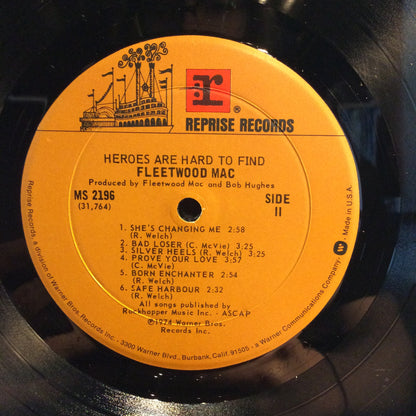 r
®
REPRISE RECORDS
HEROES ARE HARD TO FIND
FLEETWOOD MAC
Produced by Fleetwood Mac and Bob Hughes
MS 2196
(31,764)
SIDE
II
1. SHE'S CHANGING ME 2:58
(R. Welch)
2. BAD LOSER (C. McVie) 3:25
3. SILVER HEELS (R. Welch) 3:25
4. PROVE YOUR LOVE 3:57
(C. McVie)
5. BORN ENCHANTER 2:54
(R. Welch)
6. SAFE HARBOUR 2:32
(R. Welch)
All songs published by
Rockhopper Music Inc. - ASCAP
℗1974 Warner Bros.
Records Inc.
Reprise Records, a division of Warner Bros. Records Inc. · 3300 Warner Blvd., Burbank, Calif. 91505 · a Warner Communications Company · W Made in U.S.A.